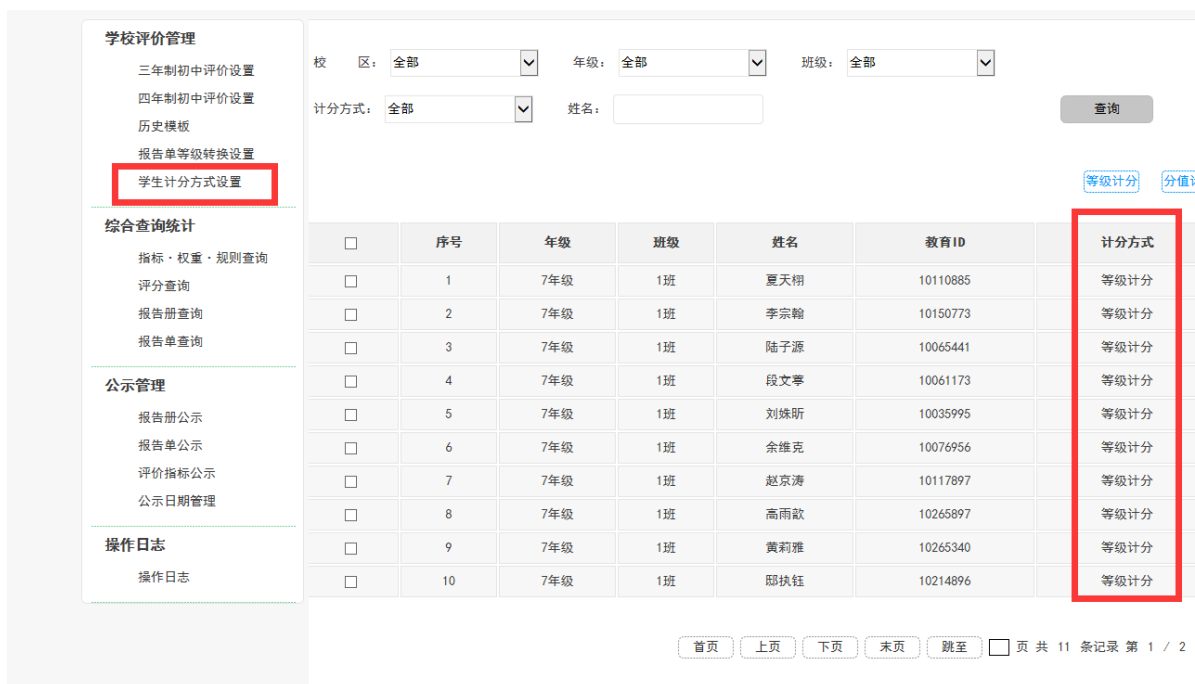 学校评价管理
三年制初中评价设置
四年制初中评价设置
历史模板
报告单等级转换设置
学生计分方式设置
综合查询统计
指标·权重·规则查询
评分查询
报告册查询
报告单查询
公示管理
报告册公示
报告单公示
评价指标公示
公示日期管理
操作日志
操作日志
校 区: 全部 年级: 全部 班级: 全部
计分方式: 全部 姓名: 查询
等级计分 分值
序号 年级 班级 姓名 教育ID 计分方式
1 7年级 1班 夏天栩 10110885 等级计分
2 7年级 1班 李宗翰 10150773 等级计分
3 7年级 1班 陆子源 10065441 等级计分
4 7年级 1班 段文葶 10061173 等级计分
5 7年级 1班 刘姝昕 10035995 等级计分
6 7年级 1班 余维克 10076956 等级计分
7 7年级 1班 赵京涛 10117897 等级计分
8 7年级 1班 高雨歆 10265897 等级计分
9 7年级 1班 黄莉雅 10265340 等级计分
10 7年级 1班 邸执钰 10214896 等级计分
首页 上页 下页 末页 跳至 页 共 11 条记录 第 1 / 2